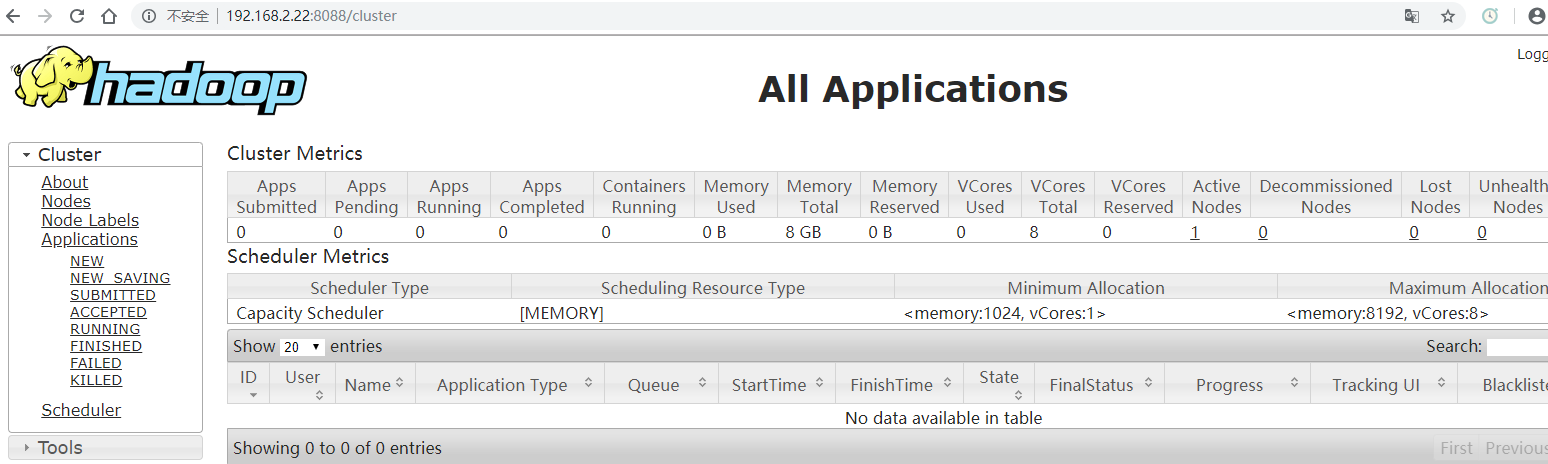 不安全 192.168.2.22:8088/cluster
hadoop
Logg
All Applications
Cluster
About
Nodes
Node Labels
Applications
NEW
NEW_SAVING
SUBMITTED
ACCEPTED
RUNNING
FINISHED
FAILED
KILLED
Scheduler
Tools
Cluster Metrics
Apps Apps Apps Apps Containers Memory Memory Memory VCores VCores VCores Active Decommissioned Lost Unhealth
Submitted Pending Running Completed Running Used Total Reserved Used Total Reserved Nodes Nodes Nodes Nodes
0 0 0 0 0 0 B 8 GB 0 B 0 8 0 1 0 0 0
Scheduler Metrics
Scheduler Type Scheduling Resource Type Minimum Allocation Maximum Allocation
Capacity Scheduler [MEMORY] <memory:1024, vCores:1> <memory:8192, vCores:8>
Show 20 entries Search:
ID User Name Application Type Queue StartTime FinishTime State FinalStatus Progress Tracking UI Blackliste
No data available in table
Showing 0 to 0 of 0 entries First Previous